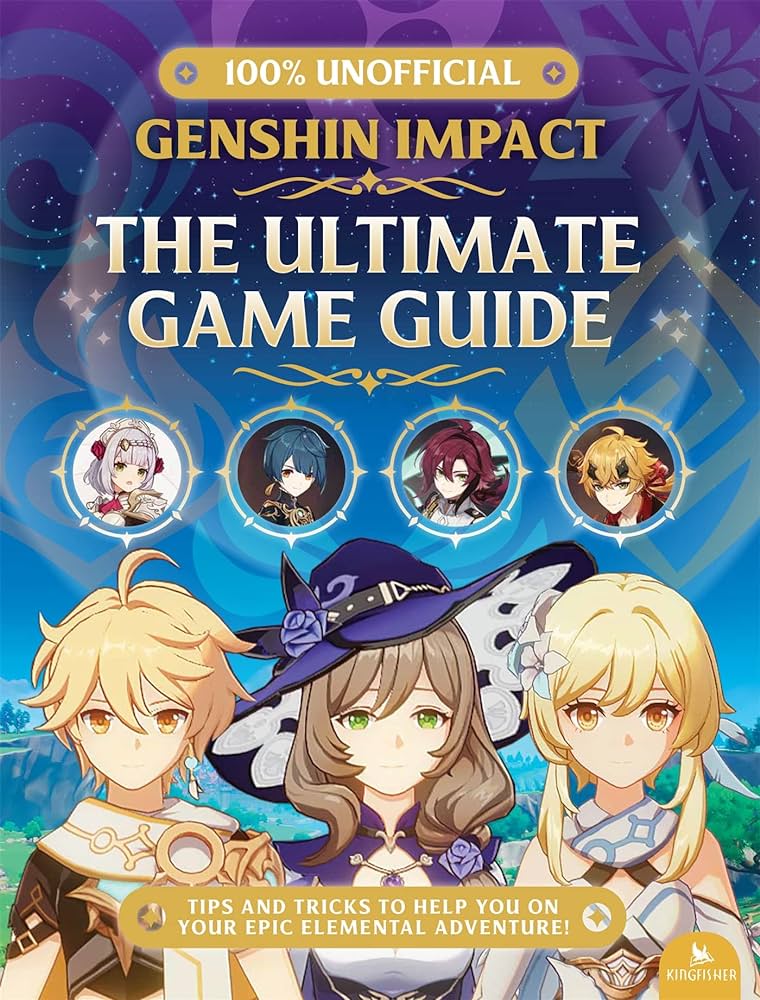 100% UNOFFICIAL
GENSHIN IMPACT
THE ULTIMATE
GAME GUIDE
TIPS AND TRICKS TO HELP YOU ON
YOUR EPIC ELEMENTAL ADVENTURE!
KINGFISHER